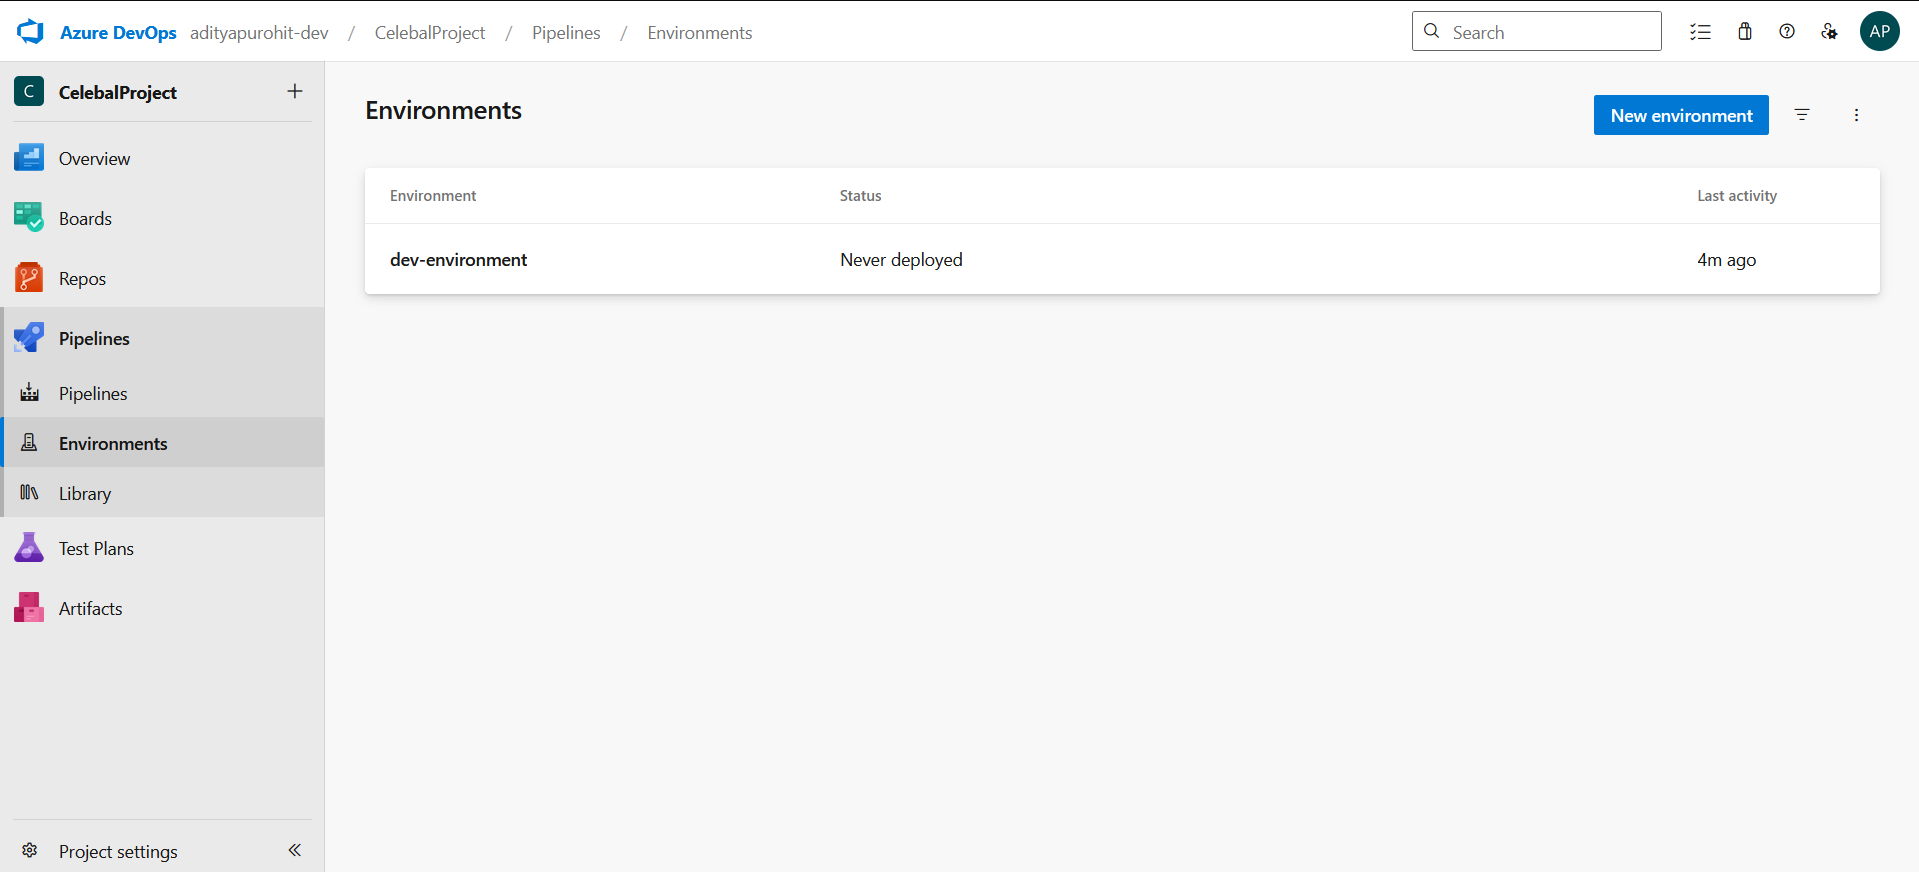 Azure DevOps adityapurohit-dev / CelebalProject / Pipelines / Environments Search AP
C CelebalProject
Overview
Boards
Repos
Pipelines
Pipelines
Environments
Library
Test Plans
Artifacts
Project settings
Environments
New environment
Environment Status Last activity
dev-environment Never deployed 4m ago